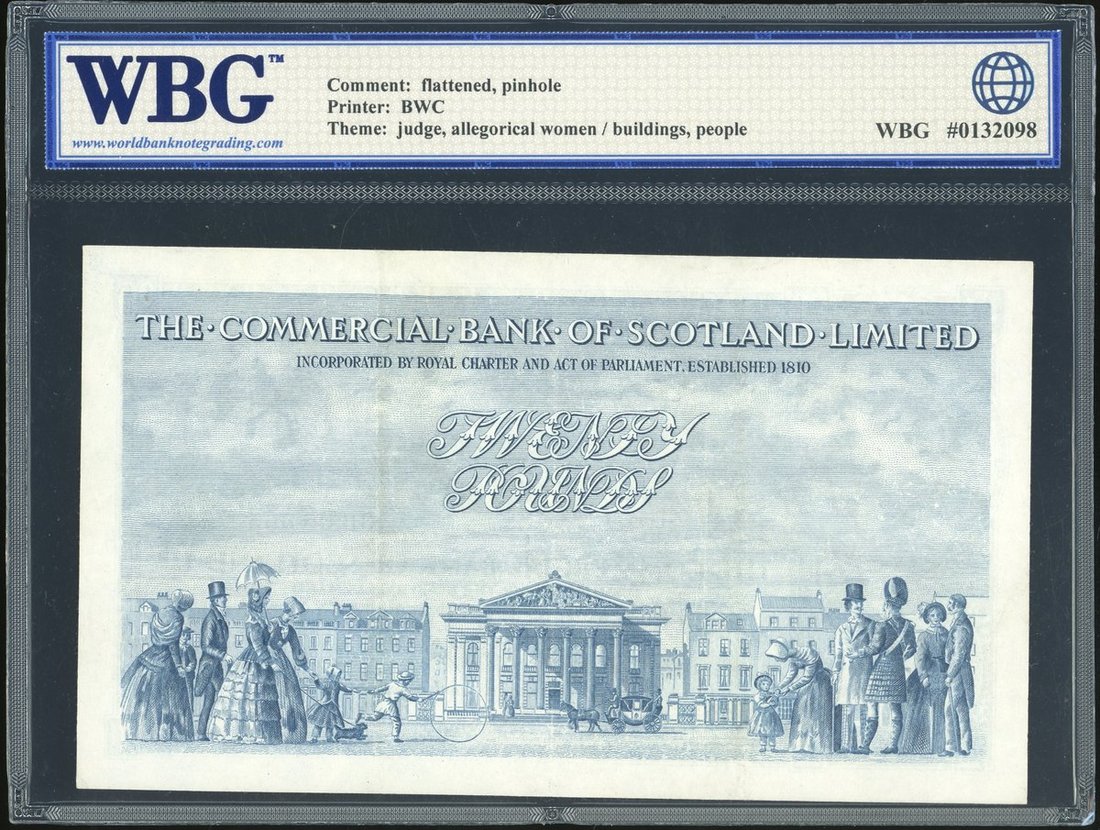 WBG™
www.worldbanknotegrading.com
Comment: flattened, pinhole
Printer: BWC
Theme: judge, allegorical women / buildings, people
WBG #0132098
THE·COMMERCIAL·BANK·OF·SCOTLAND·LIMITED
INCORPORATED BY ROYAL CHARTER AND ACT OF PARLIAMENT. ESTABLISHED 1810
TWENTY
POUNDS